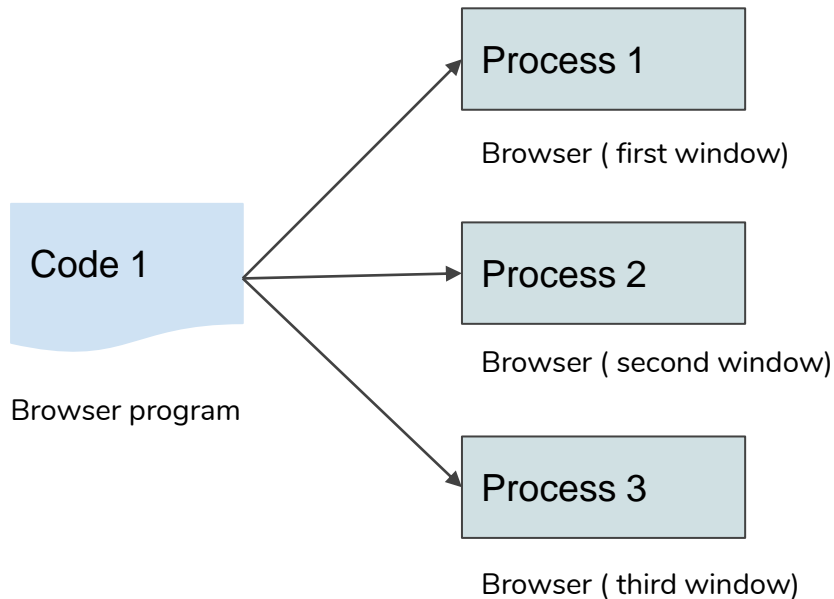 Process 1
Browser ( first window)
Code 1
Process 2
Browser ( second window)
Browser program
Process 3
Browser ( third window)